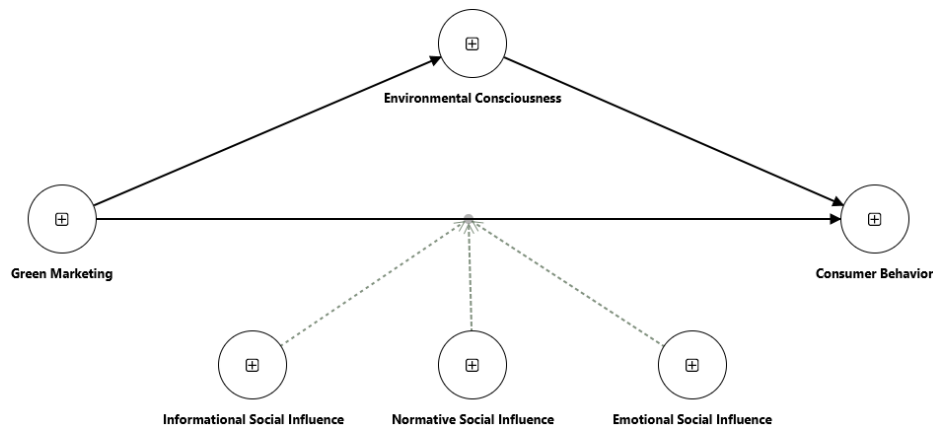 Environmental Consciousness
Green Marketing
Consumer Behavior
Informational Social Influence
Normative Social Influence
Emotional Social Influence